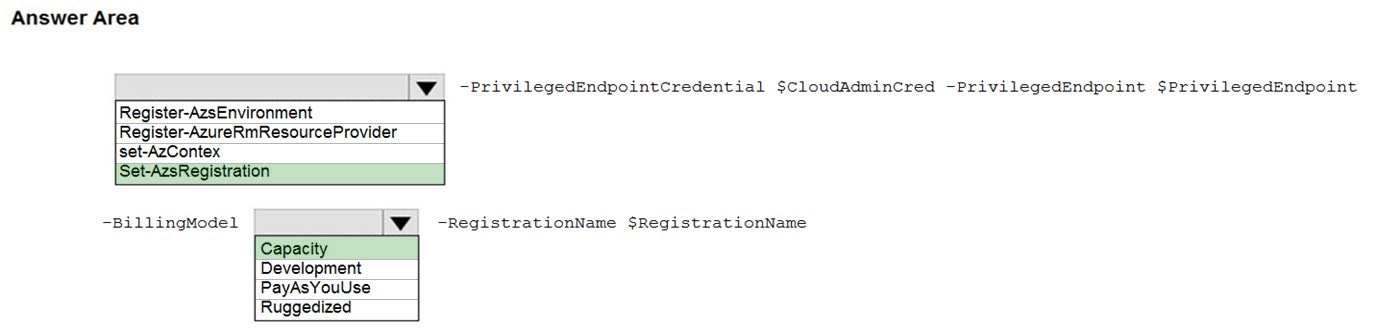 Answer Area
-PrivilegedEndpointCredential $CloudAdminCred -PrivilegedEndpoint $PrivilegedEndpoint
Register-AzsEnvironment
Register-AzureRmResourceProvider
set-AzContex
Set-AzsRegistration
-BillingModel -RegistrationName $RegistrationName
Capacity
Development
PayAsYouUse
Ruggedized